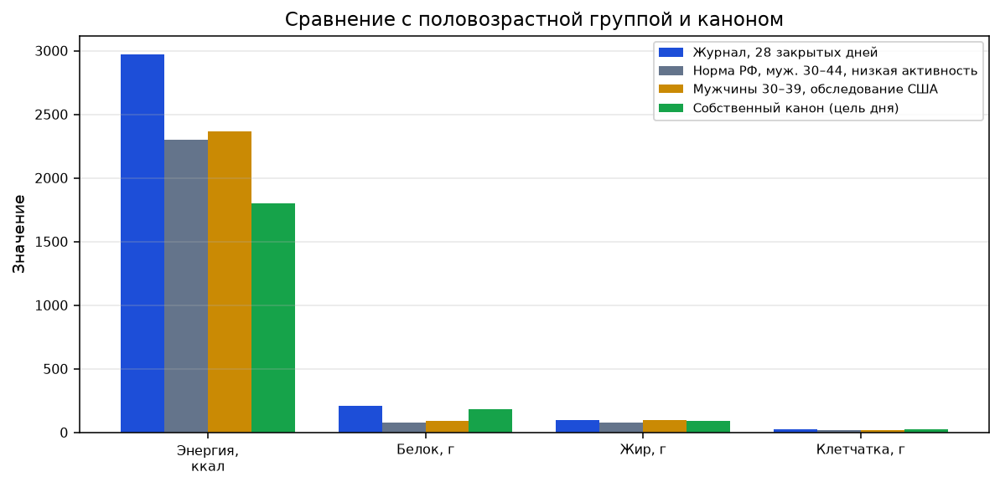 Сравнение с половозрастной группой и каноном
Журнал, 28 закрытых дней
Норма РФ, муж. 30–44, низкая активность
Мужчины 30–39, обследование США
Собственный канон (цель дня)
Значение
3000
2500
2000
1500
1000
500
0
Энергия,
ккал
Белок, г
Жир, г
Клетчатка, г